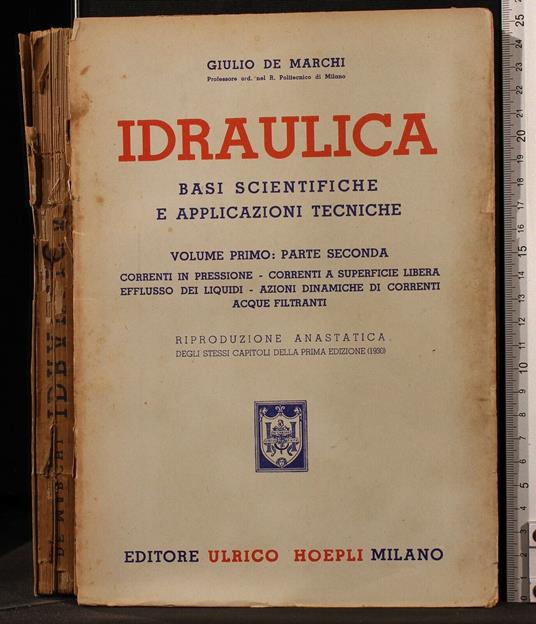 GIULIO DE MARCHI
Professore ord. nel R. Politecnico di Milano
IDRAULICA
BASI SCIENTIFICHE
E APPLICAZIONI TECNICHE
VOLUME PRIMO: PARTE SECONDA
CORRENTI IN PRESSIONE - CORRENTI A SUPERFICIE LIBERA
EFFLUSSO DEI LIQUIDI - AZIONI DINAMICHE DI CORRENTI
ACQUE FILTRANTI
RIPRODUZIONE ANASTATICA
DEGLI STESSI CAPITOLI DELLA PRIMA EDIZIONE (1930)
EDITORE ULRICO HOEPLI MILANO